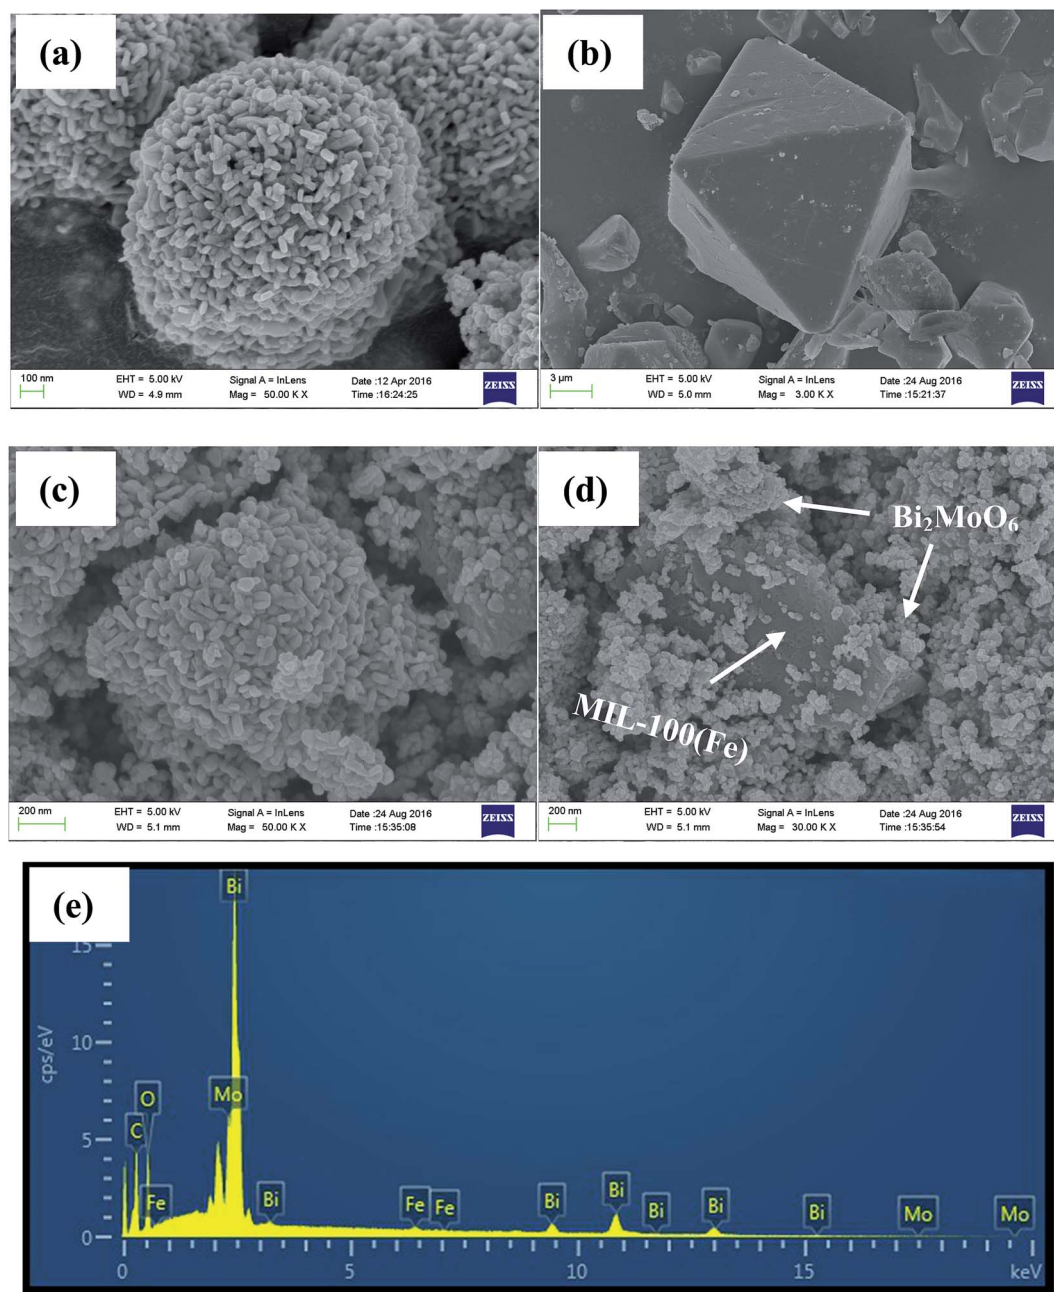 (a)
100 nm
EHT = 5.00 kV
WD = 4.9 mm
Signal A = InLens
Mag = 50.00 K X
Date :12 Apr 2016
Time :16:24:25
ZEISS
(b)
3 µm
EHT = 5.00 kV
WD = 5.0 mm
Signal A = InLens
Mag = 3.00 K X
Date :24 Aug 2016
Time :15:21:37
ZEISS
(c)
200 nm
EHT = 5.00 kV
WD = 5.1 mm
Signal A = InLens
Mag = 50.00 K X
Date :24 Aug 2016
Time :15:35:08
ZEISS
(d)
Bi₂MoO₆
MIL-100(Fe)
200 nm
EHT = 5.00 kV
WD = 5.1 mm
Signal A = InLens
Mag = 30.00 K X
Date :24 Aug 2016
Time :15:35:54
ZEISS
(e)
cps/eV
15
10
5
0
Bi
Mo
O
C
Fe
Bi
Fe
Fe
Bi
Bi
Bi
Bi
Bi
Mo
Mo
0
5
10
15
keV